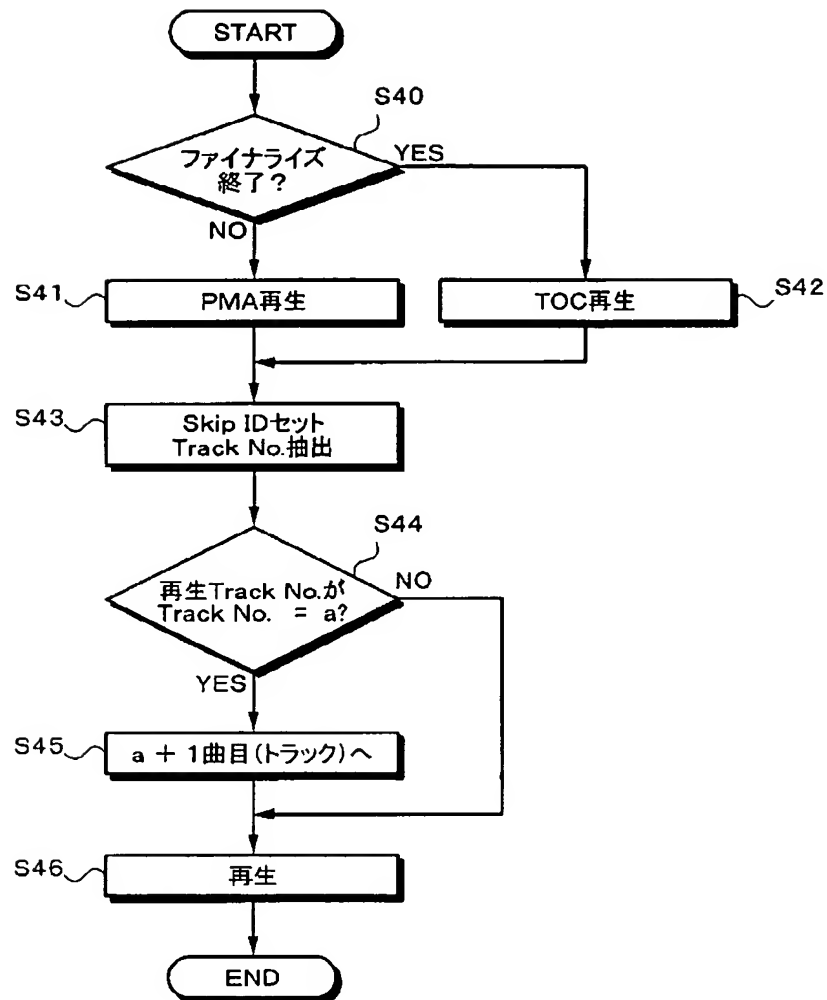 START
S40
ファイナライズ
終了?
YES
NO
S41
PMA再生
TOC再生
S42
S43
Skip IDセット
Track No.抽出
S44
再生Track No.が
Track No. = a?
NO
YES
S45
a + 1曲目(トラック)へ
S46
再生
END